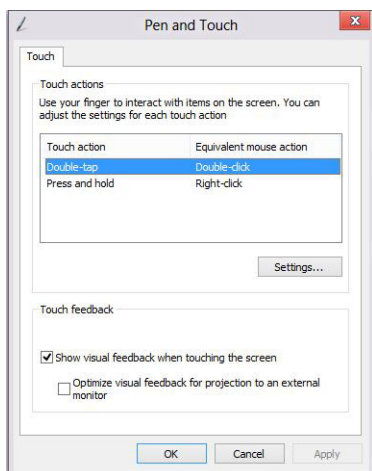 Pen and Touch
Touch
Touch actions
Use your finger to interact with items on the screen. You can
adjust the settings for each touch action
Touch action Equivalent mouse action
Double-tap Double-click
Press and hold Right-click
Settings...
Touch feedback
Show visual feedback when touching the screen
Optimize visual feedback for projection to an external
monitor
OK Cancel Apply